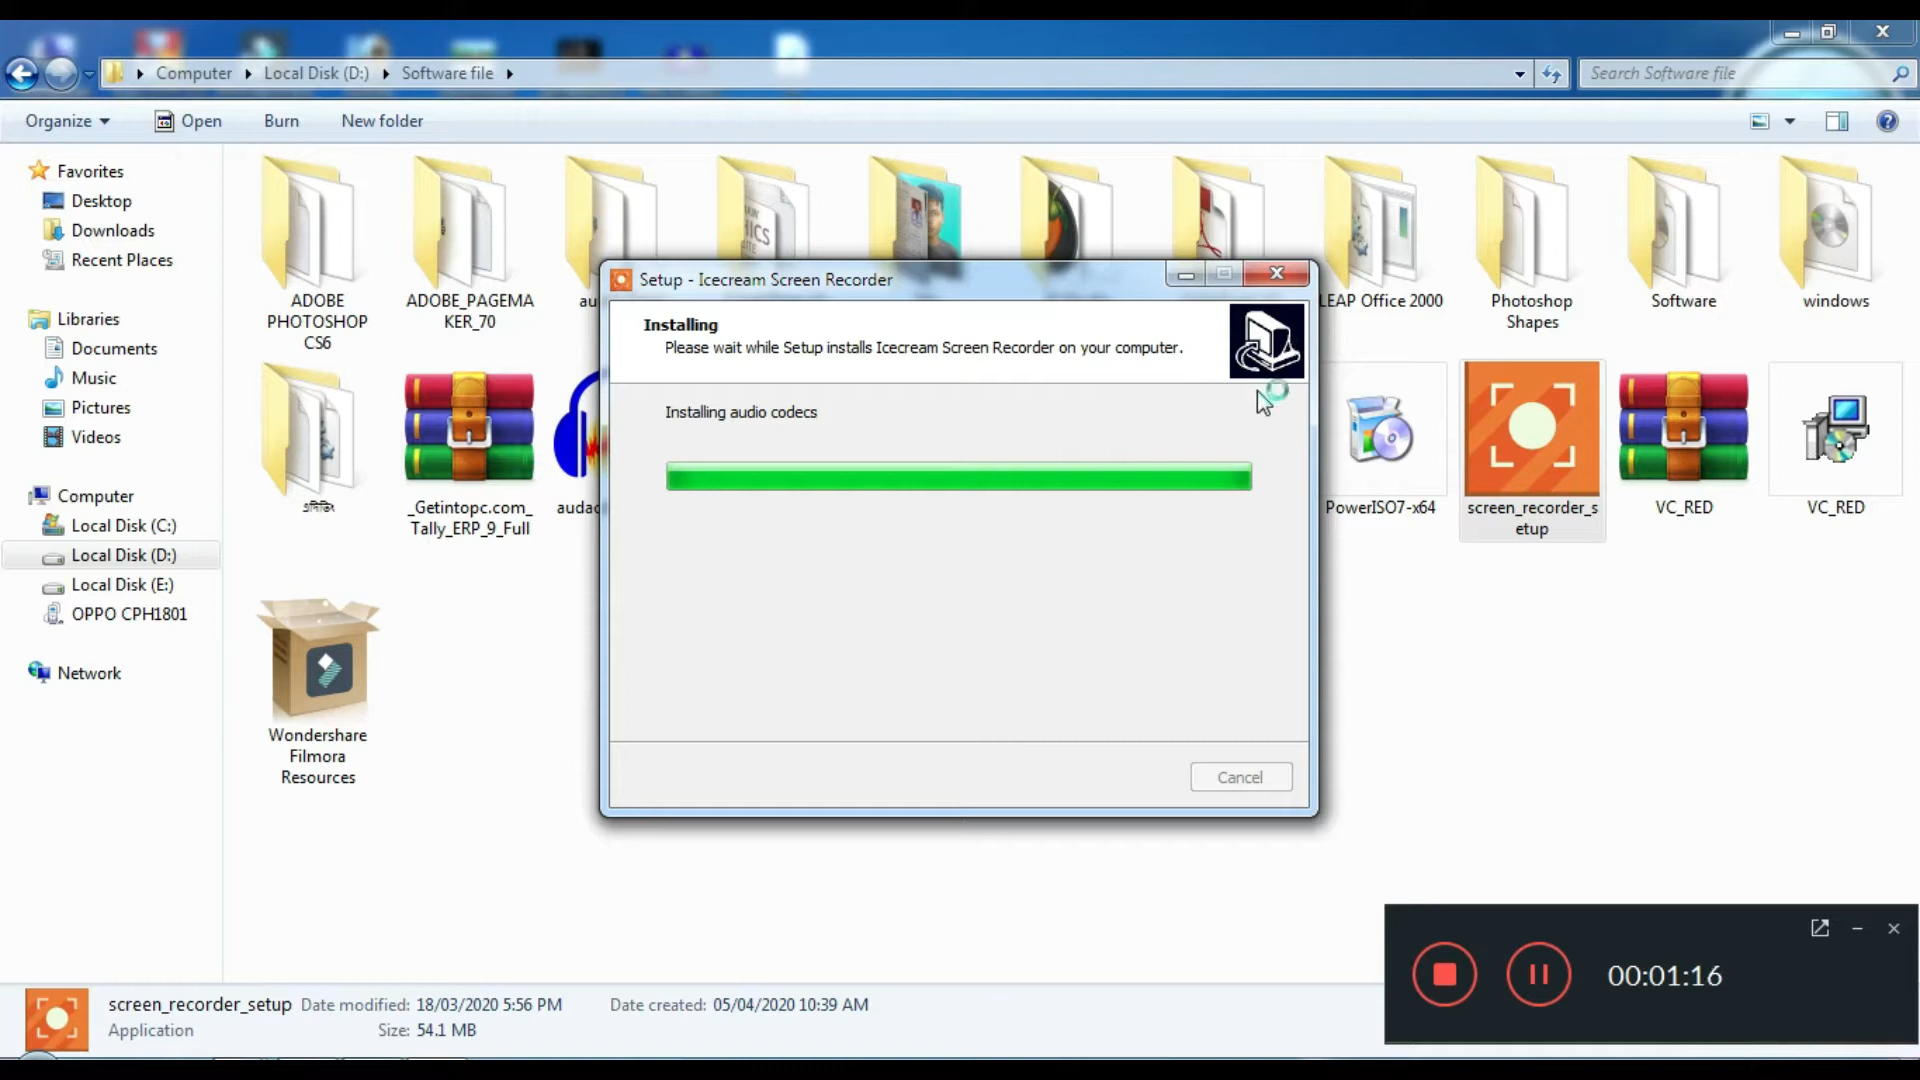 Computer
Local Disk (D:)
Software file
Search Software file
Organize
Open
Burn
New folder
Favorites
Desktop
Downloads
Recent Places
Libraries
Documents
Music
Pictures
Videos
Computer
Local Disk (C:)
Local Disk (D:)
Local Disk (E:)
OPPO CPH1801
Network
ADOBE
PHOTOSHOP
CS6
ADOBE_PAGEMA
KER_70
au
LEAP Office 2000
Photoshop
Shapes
Software
windows
_Getintopc.com_
Tally_ERP_9_Full
audac
PowerISO7-x64
screen_recorder_s
etup
VC_RED
VC_RED
Wondershare
Filmora
Resources
Setup - Icecream Screen Recorder
Installing
Please wait while Setup installs Icecream Screen Recorder on your computer.
Installing audio codecs
Cancel
00:01:16
screen_recorder_setup Date modified: 18/03/2020 5:56 PM Date created: 05/04/2020 10:39 AM
Application Size: 54.1 MB